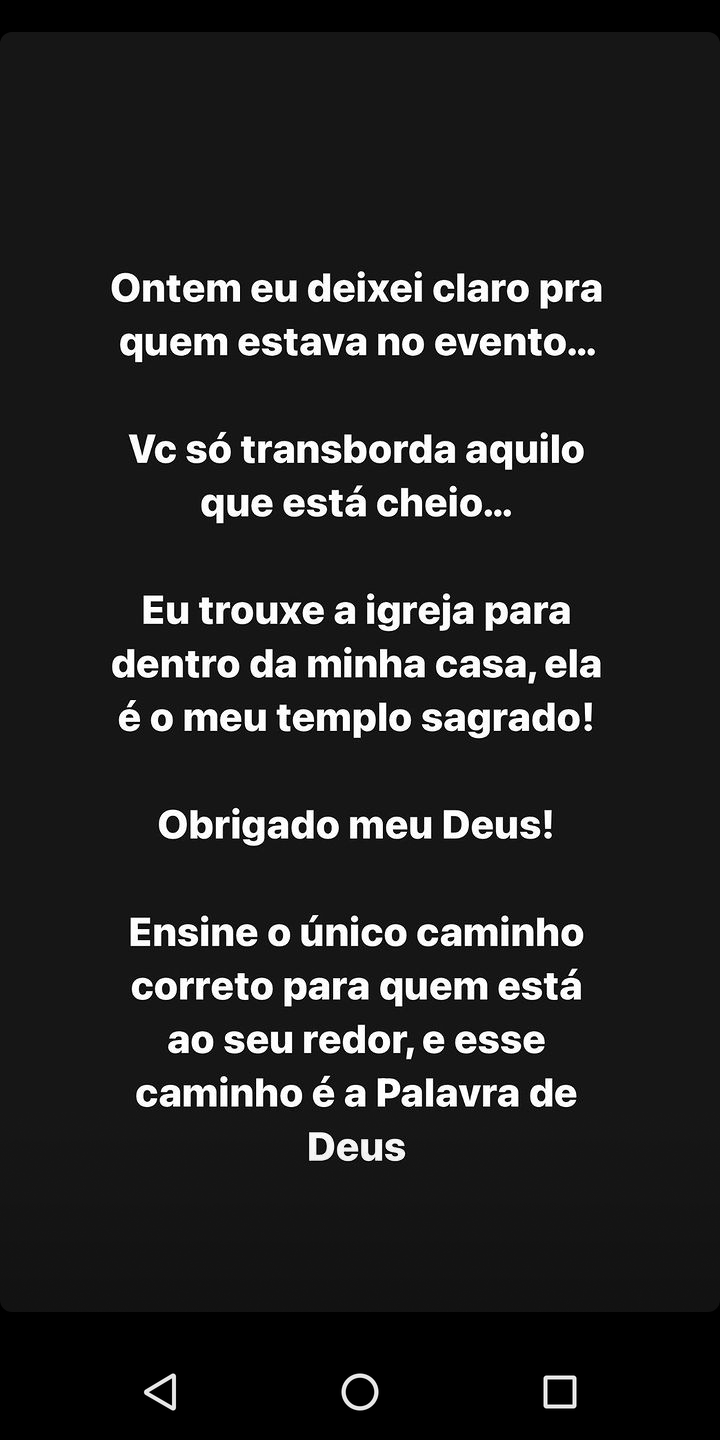 Ontem eu deixei claro pra
quem estava no evento...
Vc só transborda aquilo
que está cheio...
Eu trouxe a igreja para
dentro da minha casa, ela
é o meu templo sagrado!
Obrigado meu Deus!
Ensine o único caminho
correto para quem está
ao seu redor, e esse
caminho é a Palavra de
Deus